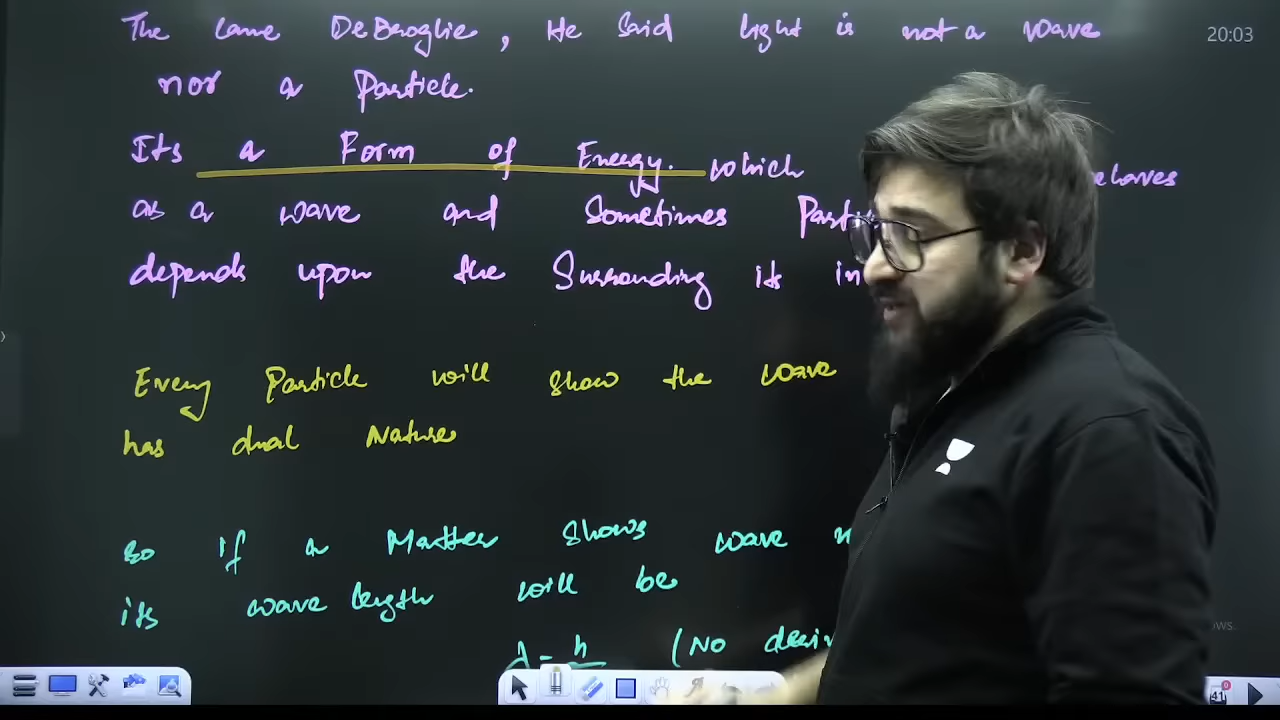 The came DeBroglie, He Said light is not a wave
20:03
nor a Particle.
Its a Form of Energy. which
as a wave and Sometimes
depends upon the Surrounding its in
Every Particle will show the wave
has dual Nature
so if a Matter Shows wave
its wave length will be
λ = h (No
41